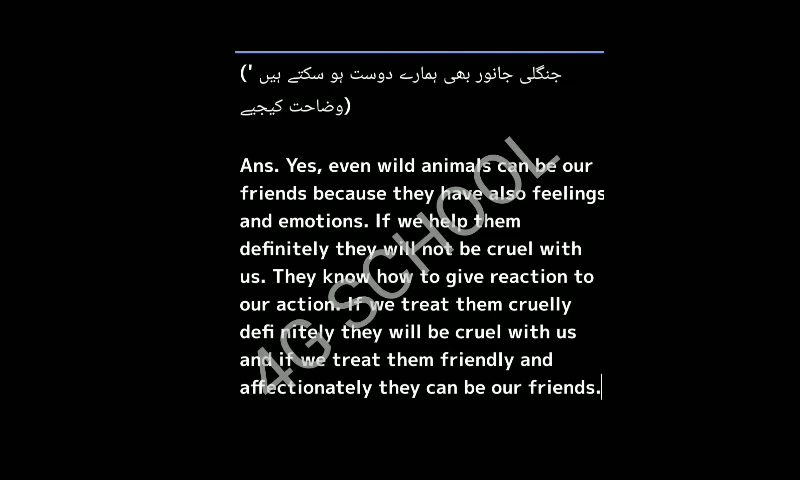 (' جنگلی جانور بھی ہمارے دوست ہو سکتے ہیں
وضاحت کیجیے)
Ans. Yes, even wild animals can be our
friends because they have also feelings
and emotions. If we help them
definitely they will not be cruel with
us. They know how to give reaction to
our action. If we treat them cruelly
defi nitely they will be cruel with us
and if we treat them friendly and
affectionately they can be our friends.
4G SCHOOL